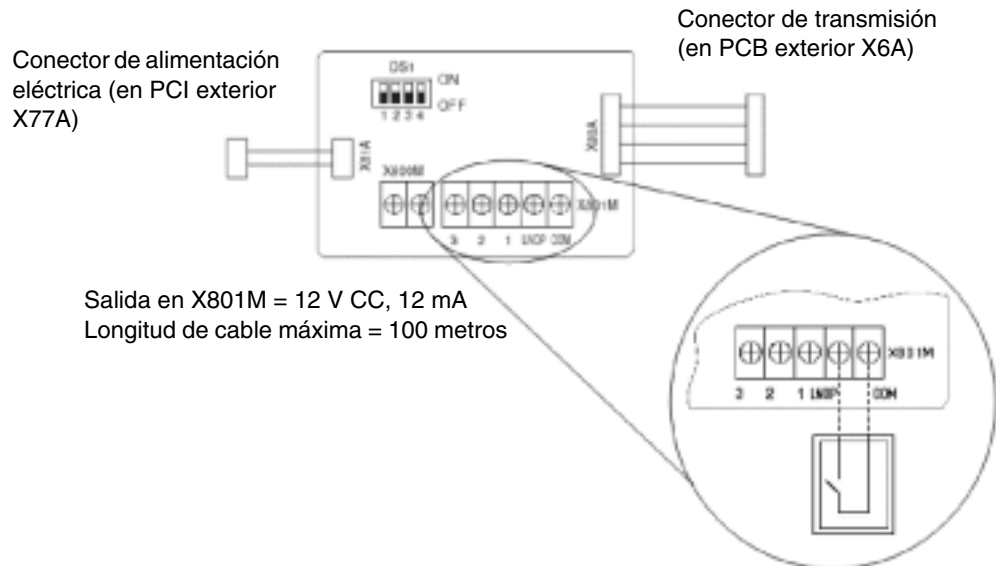 Conector de transmisión
(en PCB exterior X6A)
Conector de alimentación
eléctrica (en PCI exterior
X77A)
DS1
ON
OFF
1 2 3 4
X81A
X80A
X800M
X801M
3 2 1 LNOP COM
Salida en X801M = 12 V CC, 12 mA
Longitud de cable máxima = 100 metros
X801M
3 2 1 LNOP COM